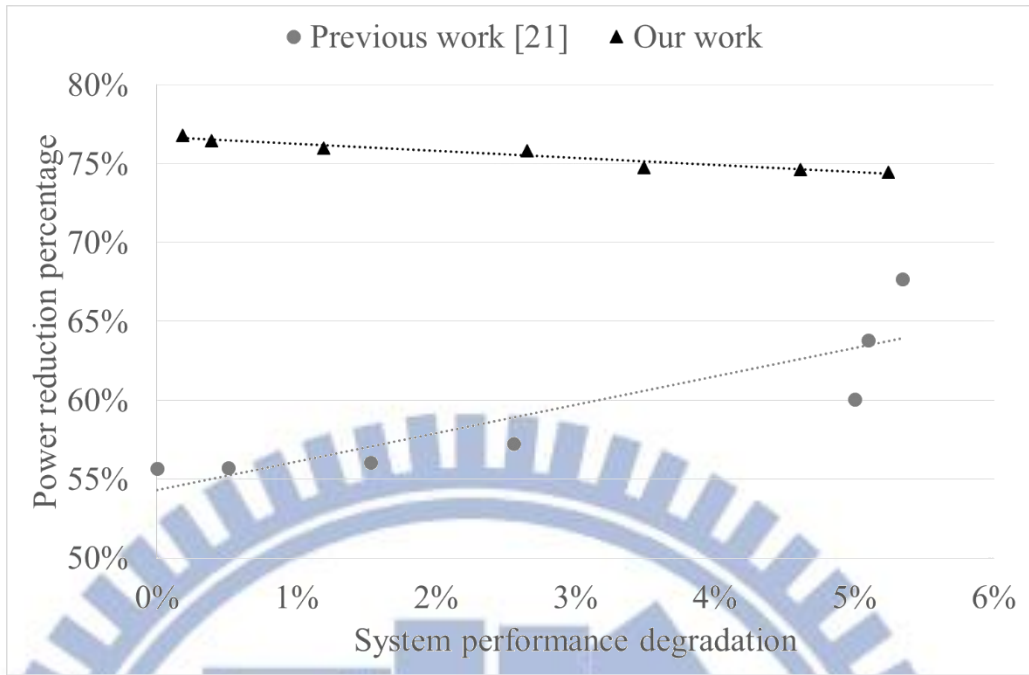 Previous work [21] Our work
Power reduction percentage
80%
75%
70%
65%
60%
55%
50%
0% 1% 2% 3% 4% 5% 6%
System performance degradation